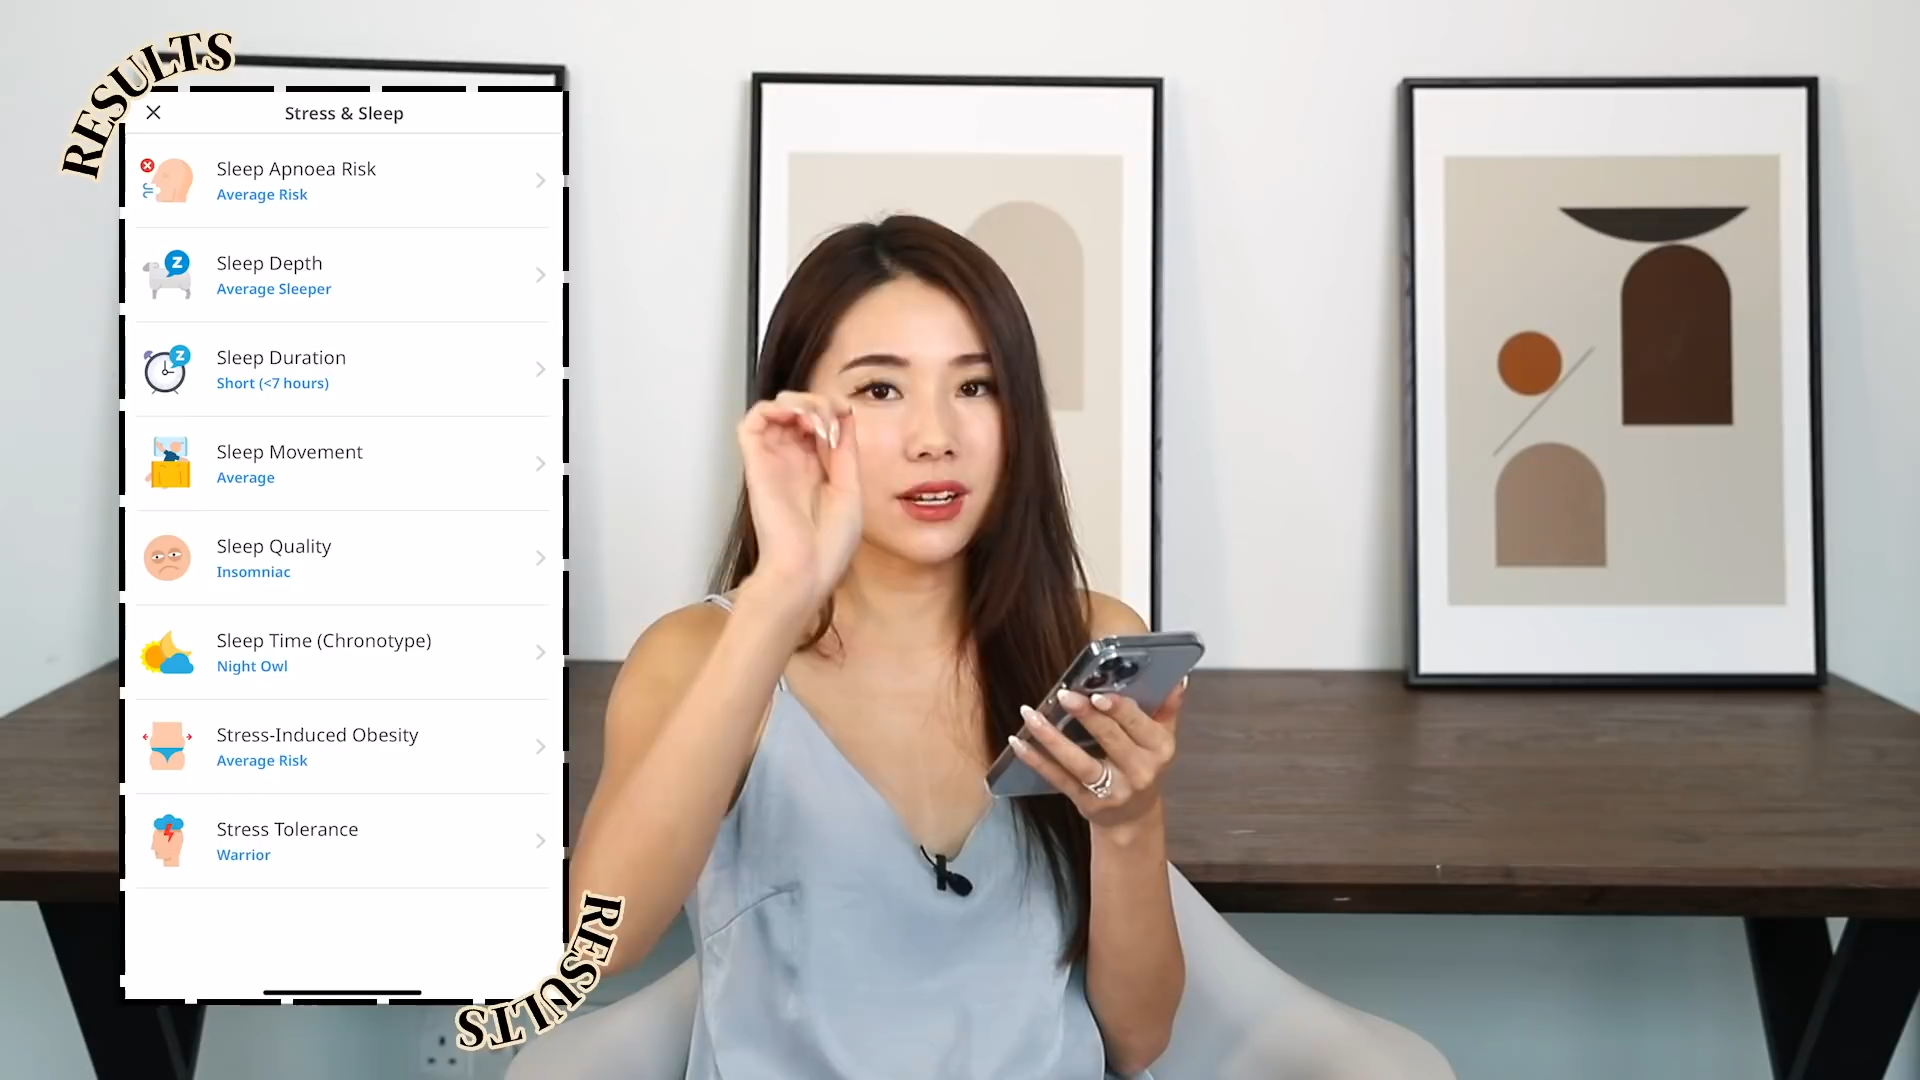 RESULTS
Stress & Sleep
Sleep Apnoea Risk
Average Risk
Z
Sleep Depth
Average Sleeper
Z
Sleep Duration
Short (<7 hours)
Sleep Movement
Average
Sleep Quality
Insomniac
Sleep Time (Chronotype)
Night Owl
Stress-Induced Obesity
Average Risk
Stress Tolerance
Warrior
RESULTS